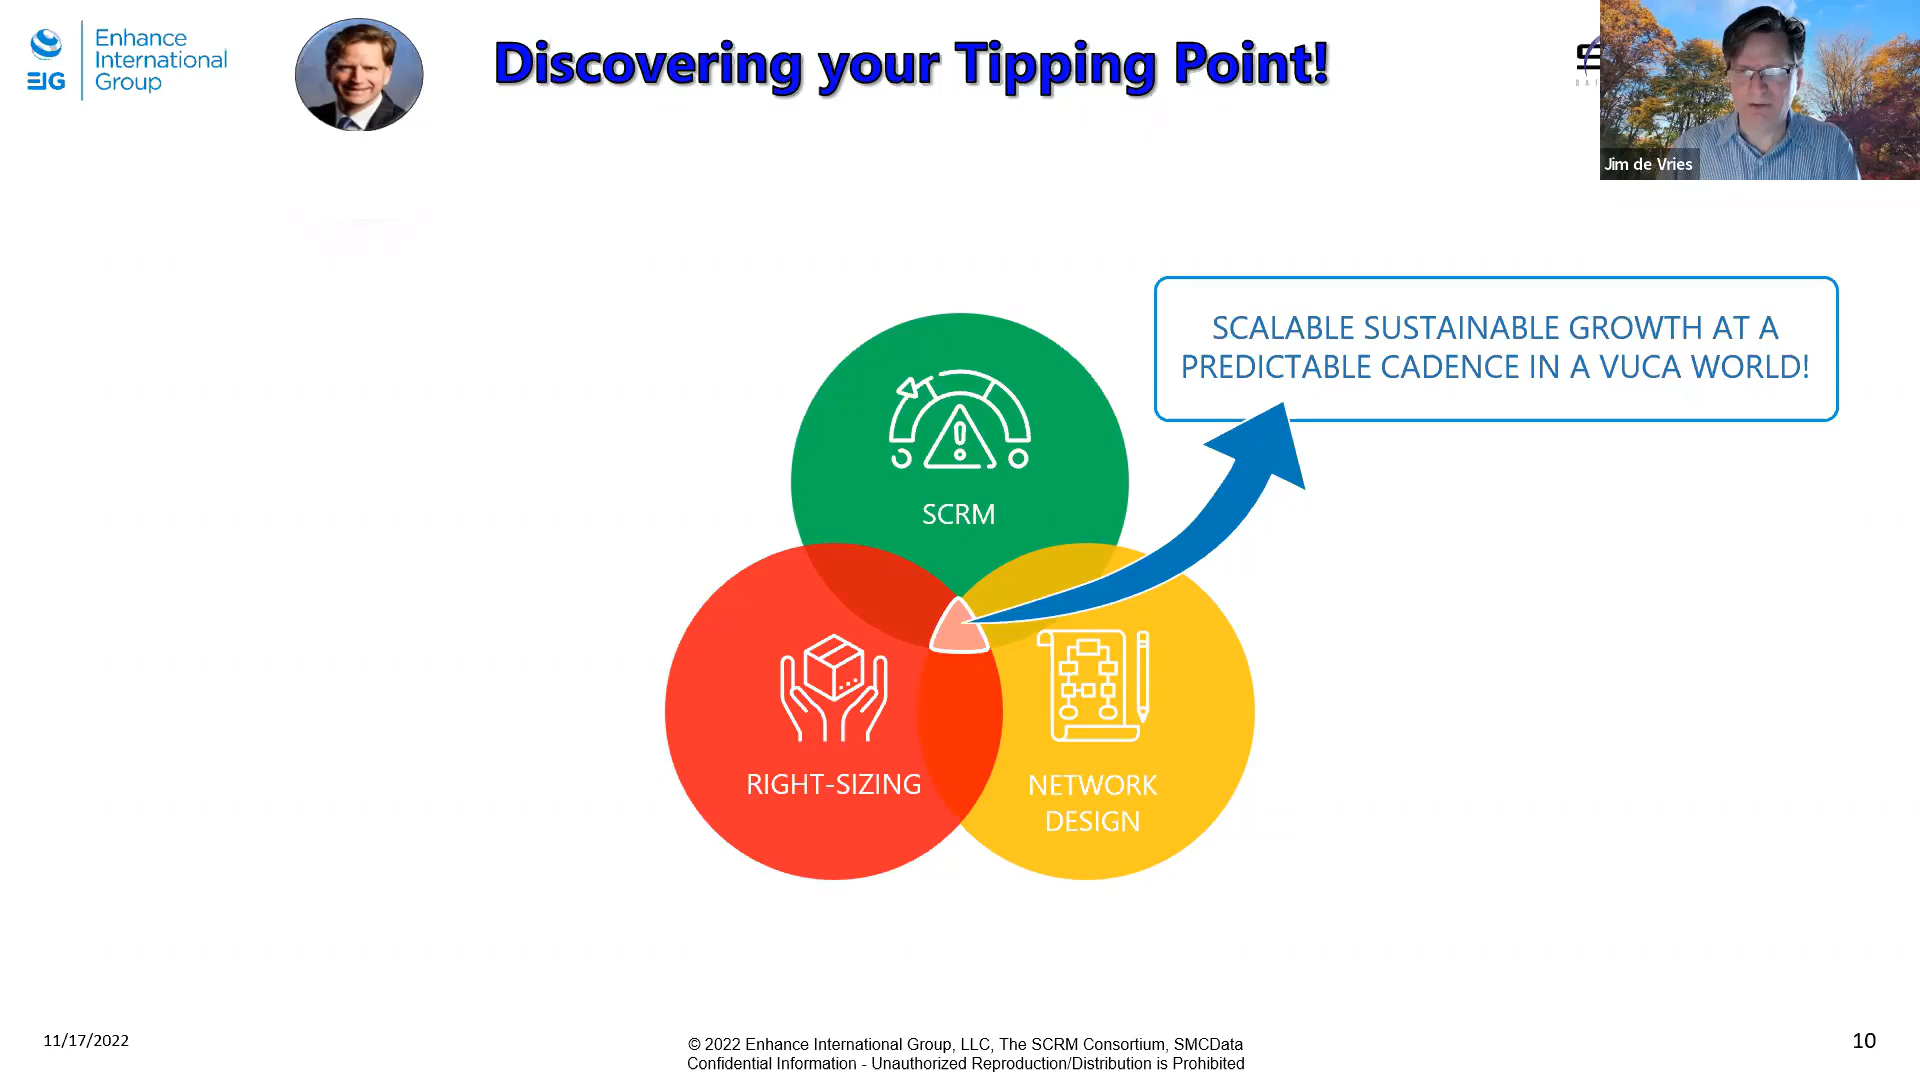 Enhance
International
Group
EIG
Discovering your Tipping Point!
Jim de Vries
SCALABLE SUSTAINABLE GROWTH AT A
PREDICTABLE CADENCE IN A VUCA WORLD!
SCRM
RIGHT-SIZING
NETWORK
DESIGN
11/17/2022
© 2022 Enhance International Group, LLC, The SCRM Consortium, SMCData
Confidential Information - Unauthorized Reproduction/Distribution is Prohibited
10